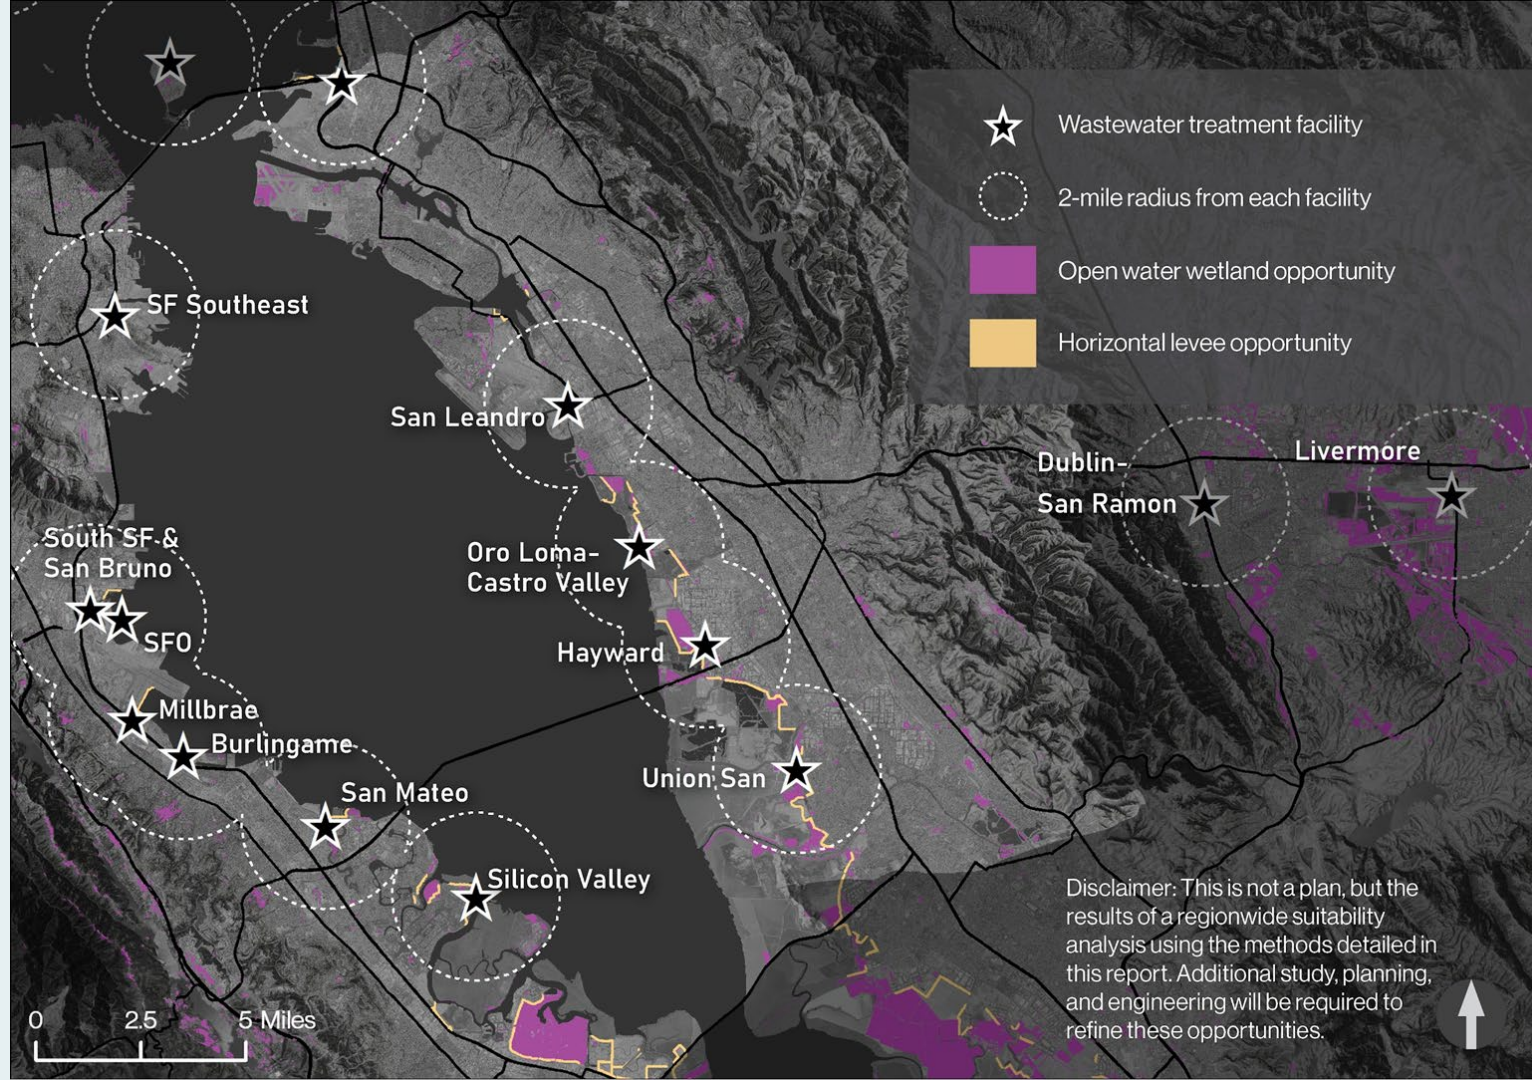 Wastewater treatment facility
2-mile radius from each facility
Open water wetland opportunity
Horizontal levee opportunity
SF Southeast
San Leandro
Dublin-
San Ramon
Livermore
South SF &
San Bruno
SFO
Oro Loma-
Castro Valley
Hayward
Millbrae
Burlingame
San Mateo
Union San
Silicon Valley
Disclaimer: This is not a plan, but the
results of a regionwide suitability
analysis using the methods detailed in
this report. Additional study, planning,
and engineering will be required to
refine these opportunities.
0 2.5 5 Miles